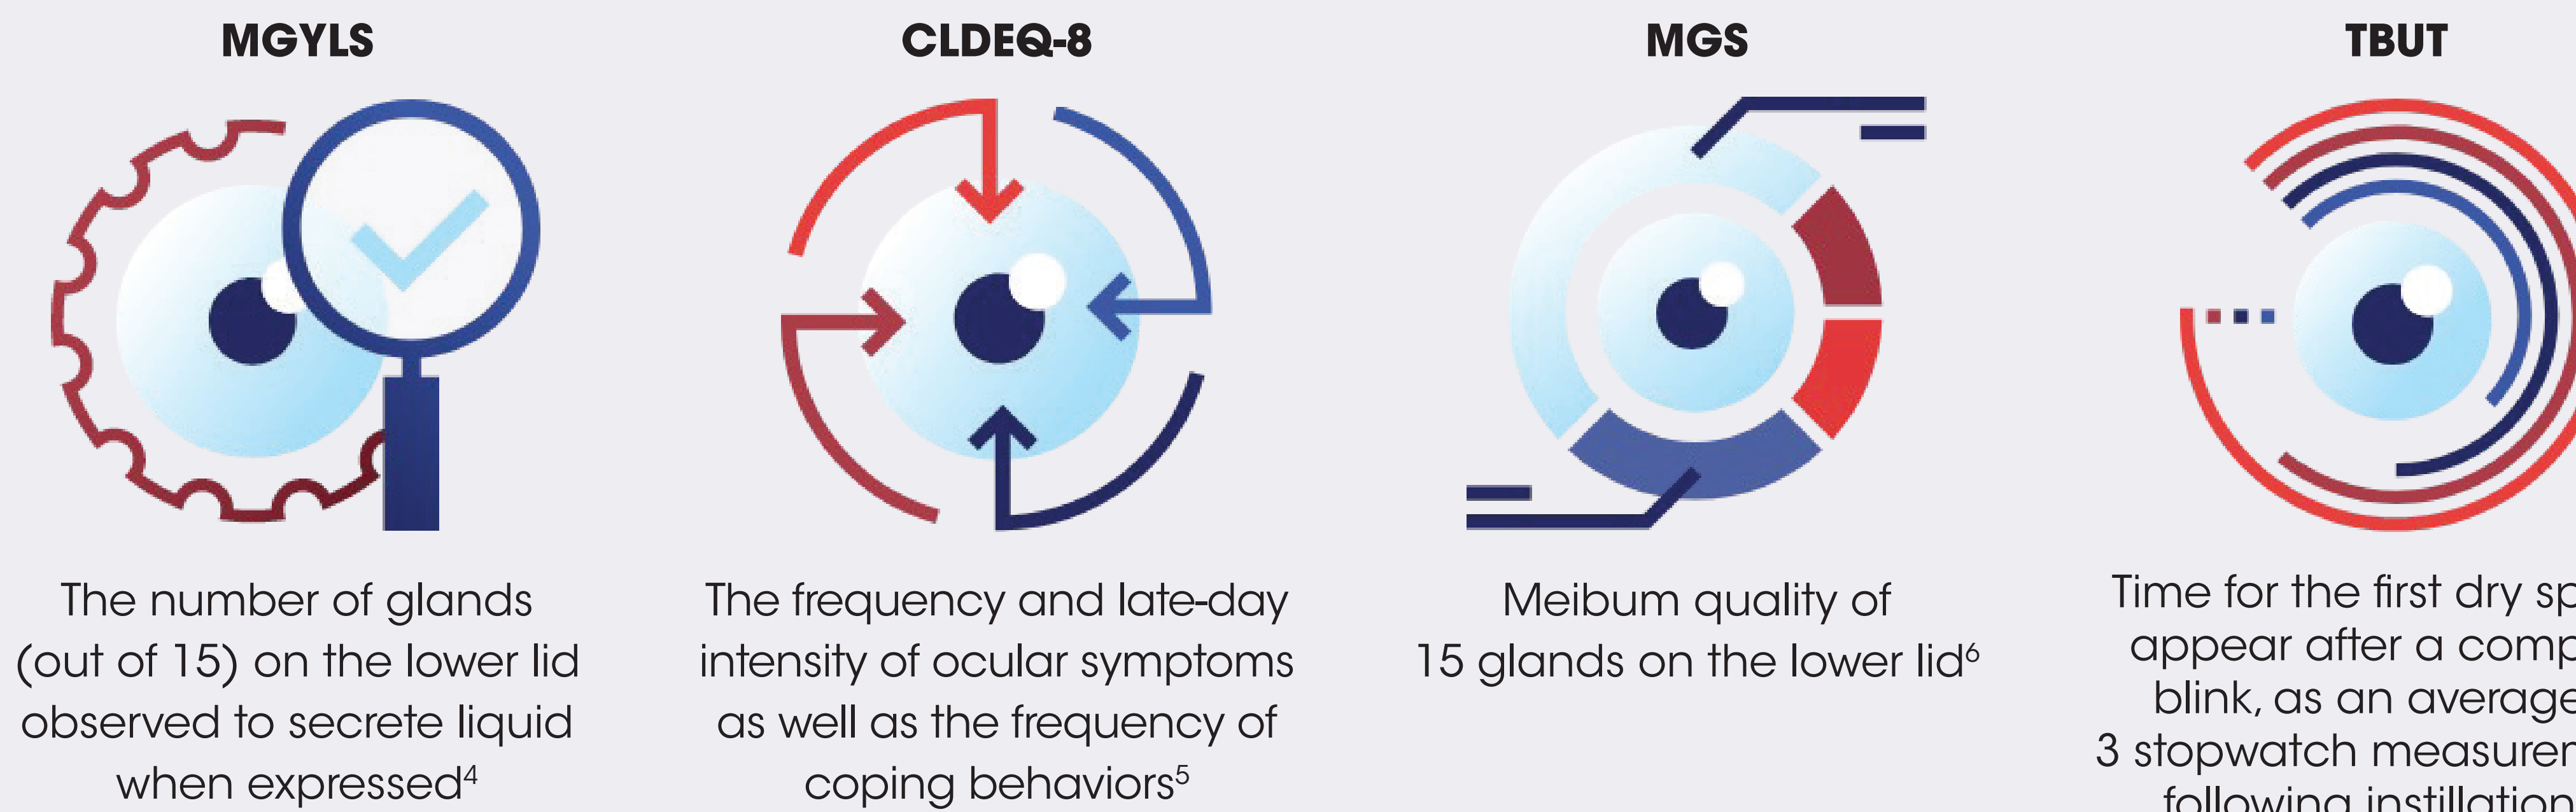 MGYLS
The number of glands
(out of 15) on the lower lid
observed to secrete liquid
when expressed⁴
CLDEQ-8
The frequency and late-day
intensity of ocular symptoms
as well as the frequency of
coping behaviors⁵
MGS
Meibum quality of
15 glands on the lower lid⁶
TBUT
Time for the first dry
appear after a
blink, as an average
3 stopwatch
following instillation